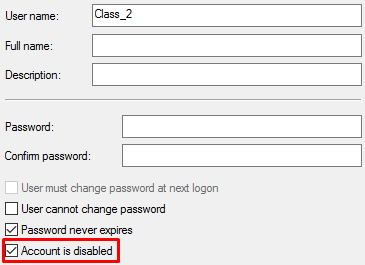 User name: Class_2
Full name:
Description:
Password:
Confirm password:
User must change password at next logon
User cannot change password
Password never expires
Account is disabled